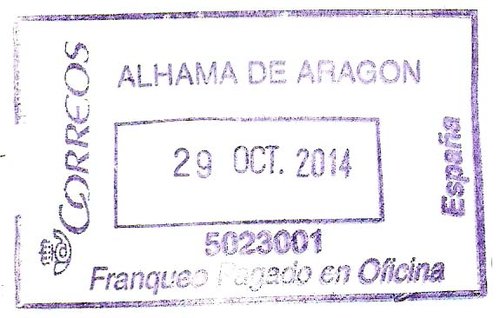 CORREOS
ALHAMA DE ARAGON
29 OCT. 2014
España
5023001
Franqueo Pagado en Oficina